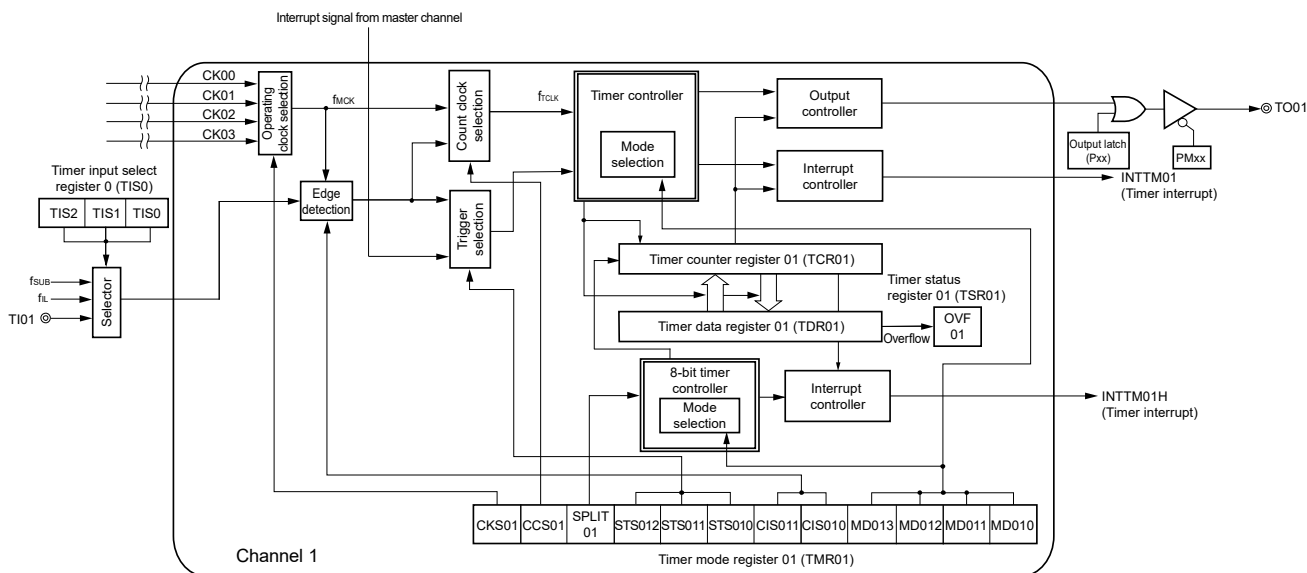 Interrupt signal from master channel
CK00
CK01
CK02
CK03
Operating
clock selection
fMCK
Count clock
selection
fTCLK
Timer controller
Mode
selection
Output
controller
Interrupt
controller
Output latch
(Pxx)
PMxx
TO01
INTTM01
(Timer interrupt)
Timer input select
register 0 (TIS0)
TIS2 TIS1 TIS0
Edge
detection
Trigger
selection
fSUB
fIL
TI01
Selector
Timer counter register 01 (TCR01)
Timer status
register 01 (TSR01)
Timer data register 01 (TDR01)
Overflow
OVF
01
8-bit timer
controller
Mode
selection
Interrupt
controller
INTTM01H
(Timer interrupt)
CKS01 CCS01 SPLIT
01 STS012 STS011 STS010 CIS011 CIS010 MD013 MD012 MD011 MD010
Channel 1
Timer mode register 01 (TMR01)